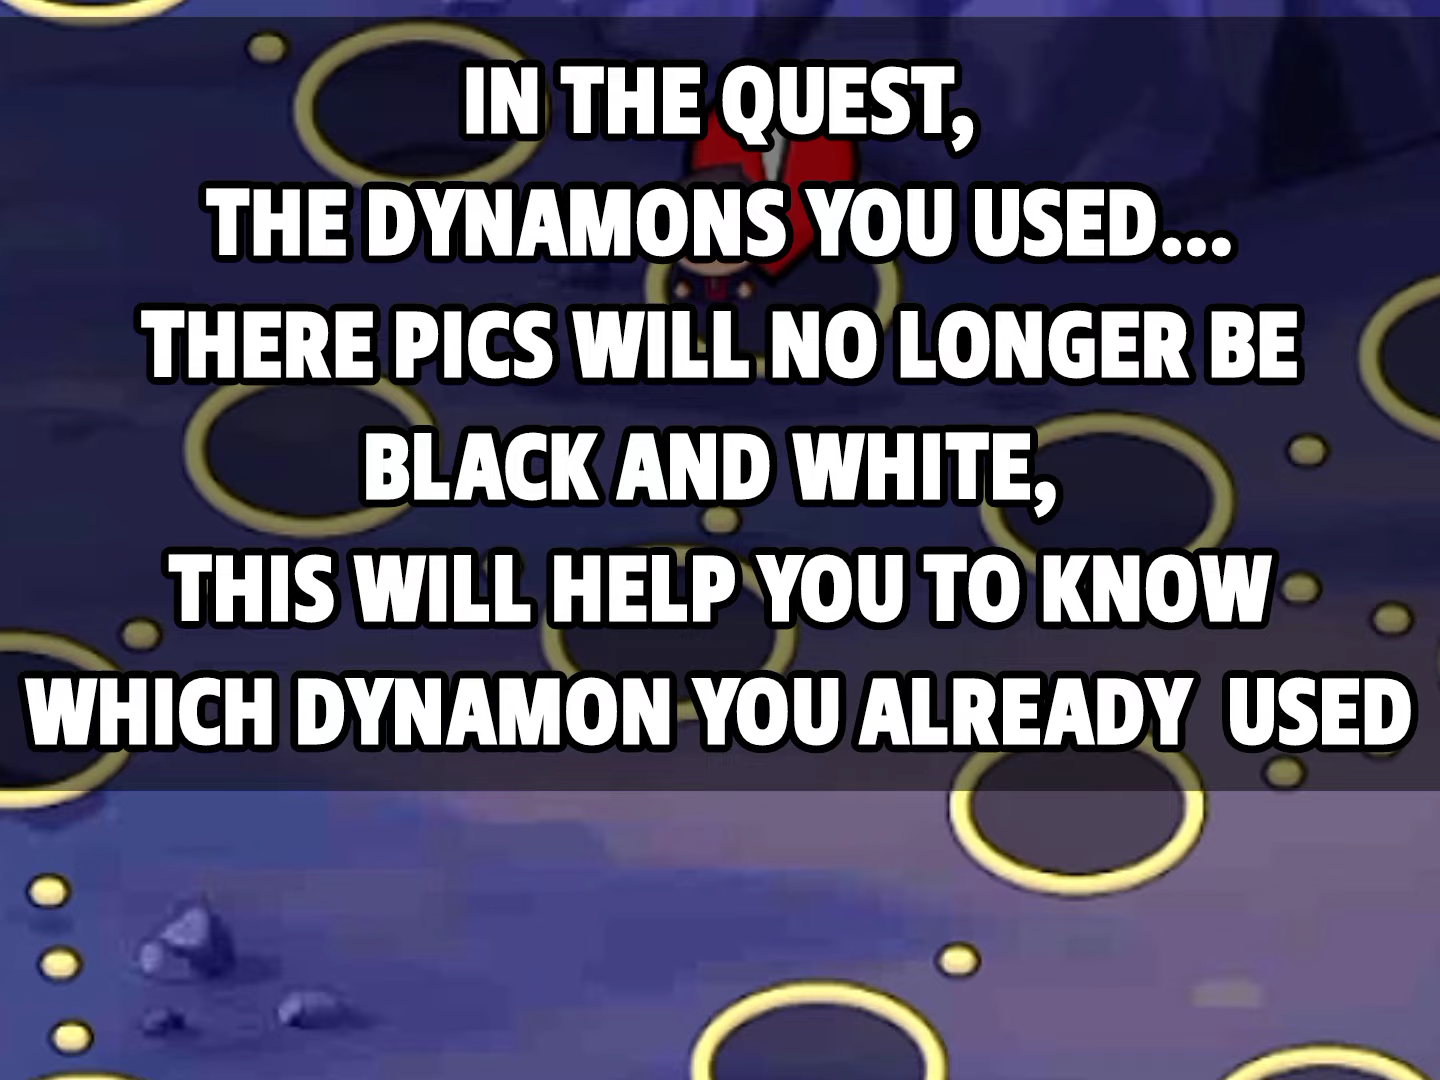 IN THE QUEST,
THE DYNAMONS YOU USED...
THERE PICS WILL NO LONGER BE
BLACK AND WHITE,
THIS WILL HELP YOU TO KNOW
WHICH DYNAMON YOU ALREADY  USED